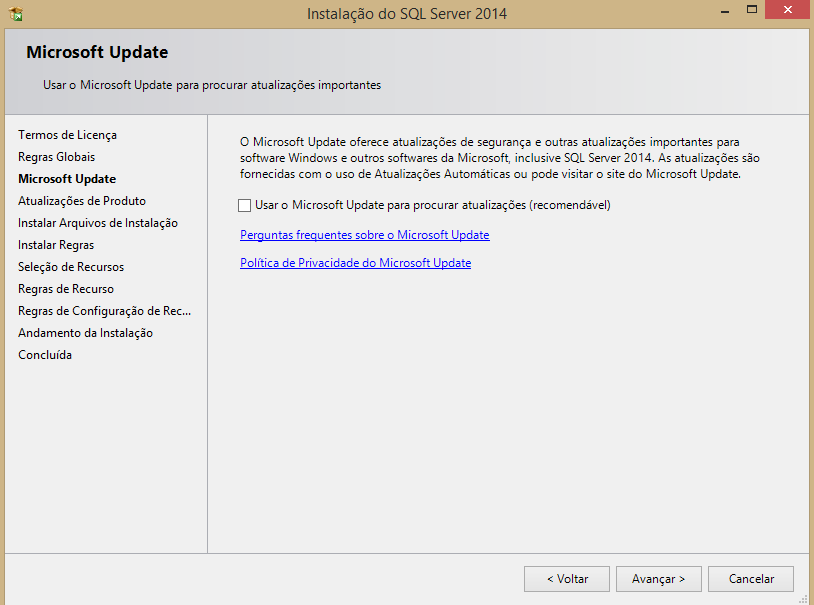 Instalação do SQL Server 2014
Microsoft Update
Usar o Microsoft Update para procurar atualizações importantes
Termos de Licença
Regras Globais
Microsoft Update
Atualizações de Produto
Instalar Arquivos de Instalação
Instalar Regras
Seleção de Recursos
Regras de Recurso
Regras de Configuração de Rec...
Andamento da Instalação
Concluída
O Microsoft Update oferece atualizações de segurança e outras atualizações importantes para
software Windows e outros softwares da Microsoft, inclusive SQL Server 2014. As atualizações são
fornecidas com o uso de Atualizações Automáticas ou pode visitar o site do Microsoft Update.
Usar o Microsoft Update para procurar atualizações (recomendável)
Perguntas frequentes sobre o Microsoft Update
Política de Privacidade do Microsoft Update
< Voltar
Avançar >
Cancelar